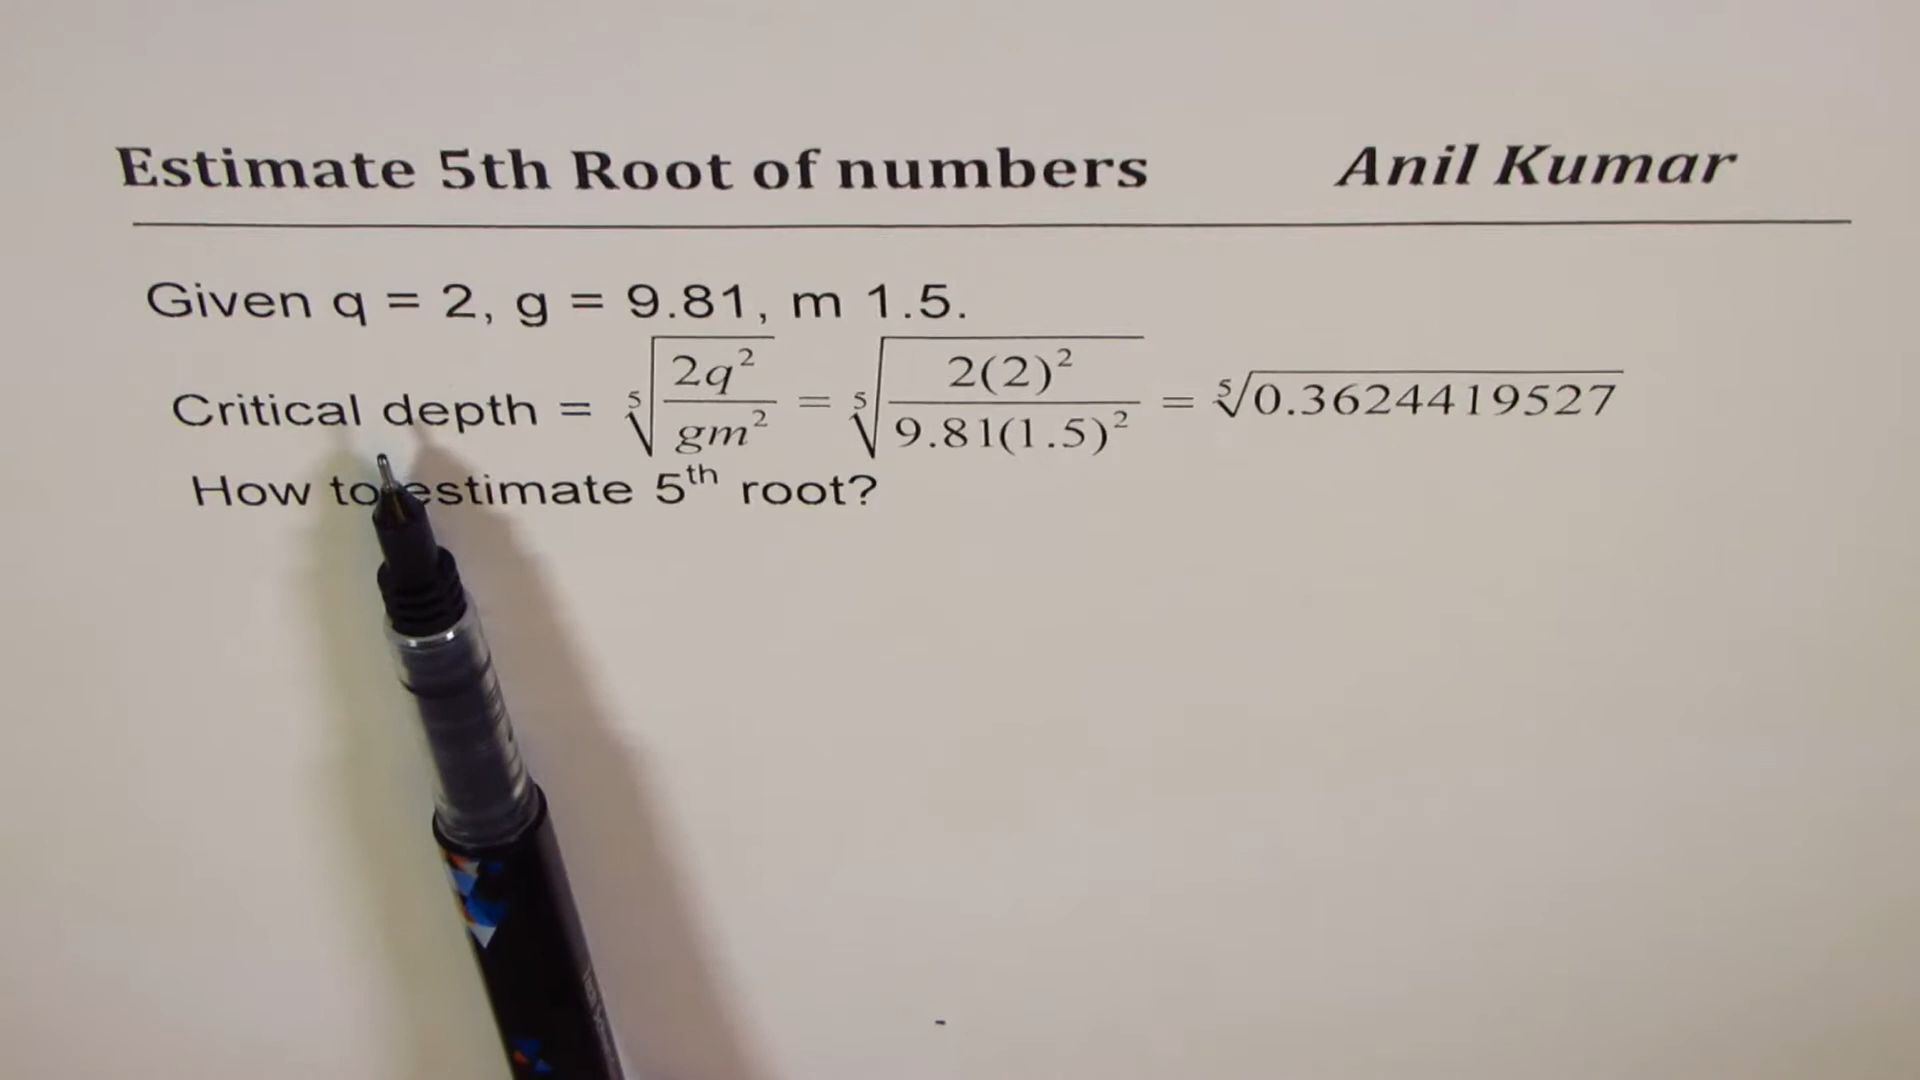 Estimate 5th Root of numbers Anil Kumar
Given q = 2, g = 9.81, m 1.5.
Critical depth = ⁵√(2q²/gm²) = ⁵√(2(2)²/9.81(1.5)²) = ⁵√0.3624419527
How to estimate 5ᵗʰ root?